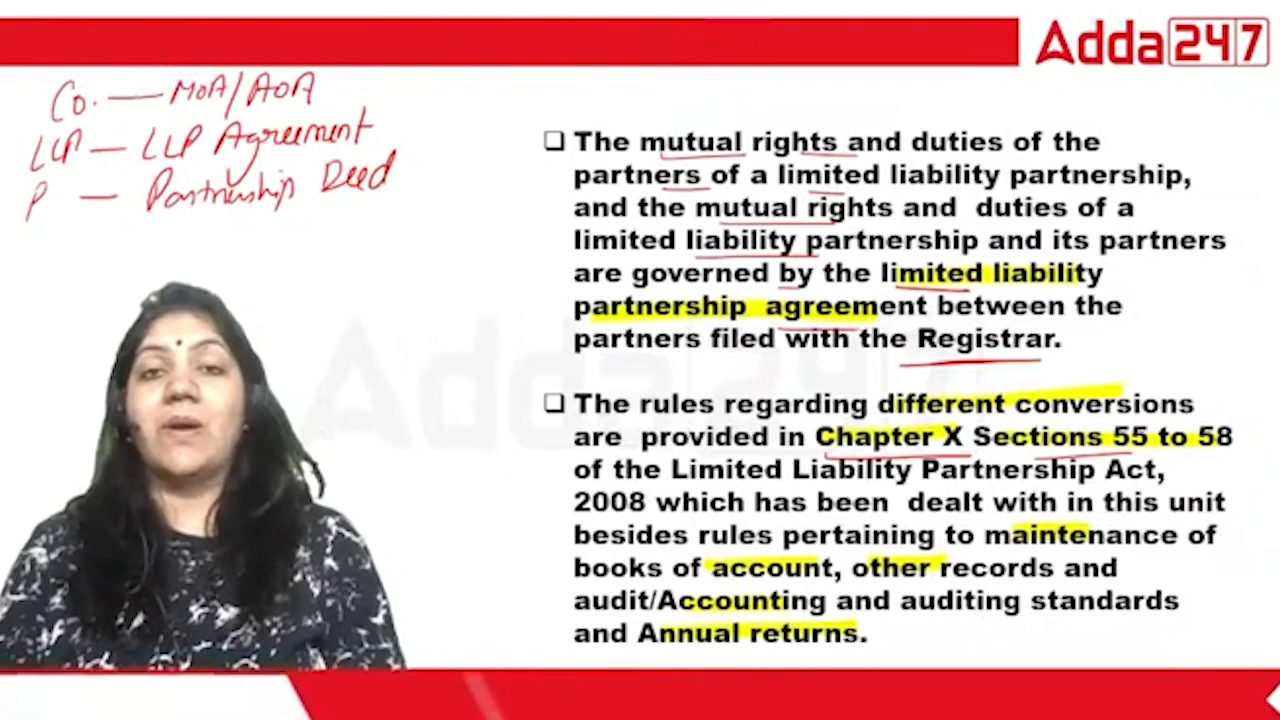 Adda247
Co. — MoA/AoA
LLP — LLP Agreement
P — Partnership Deed
❑ The mutual rights and duties of the
partners of a limited liability partnership,
and the mutual rights and duties of a
limited liability partnership and its partners
are governed by the limited liability
partnership agreement between the
partners filed with the Registrar.
❑ The rules regarding different conversions
are provided in Chapter X Sections 55 to 58
of the Limited Liability Partnership Act,
2008 which has been dealt with in this unit
besides rules pertaining to maintenance of
books of account, other records and
audit/Accounting and auditing standards
and Annual returns.
Adda247